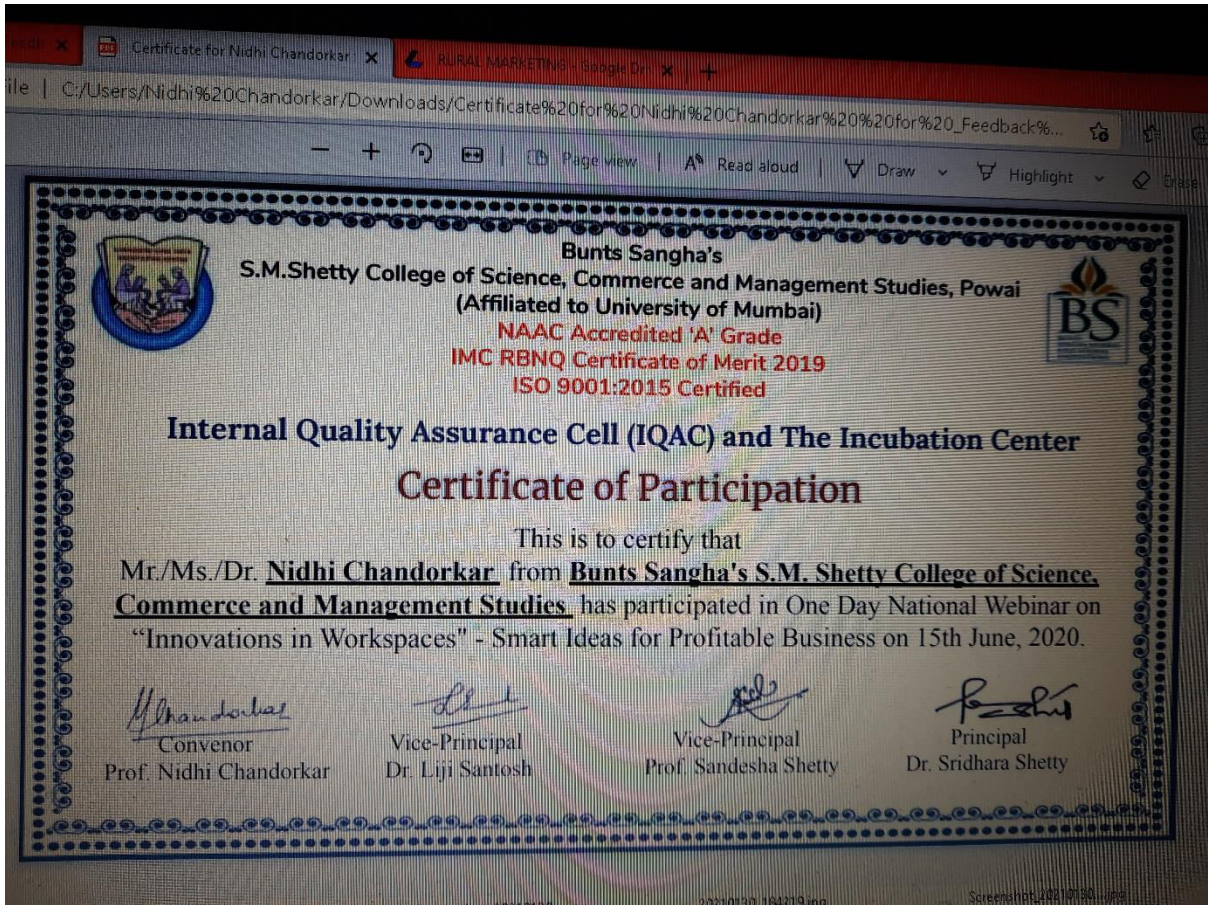 Certificate for Nidhi Chandorkar
RURAL MARKETING - Google Dri
ile | C:/Users/Nidhi%20Chandorkar/Downloads/Certificate%20for%20Nidhi%20Chandorkar%20%20for%20_Feedback%...
Page view | Read aloud | Draw Highlight Erase
Bunts Sangha's
S.M.Shetty College of Science, Commerce and Management Studies, Powai
(Affiliated to University of Mumbai)
NAAC Accredited 'A' Grade
IMC RBNQ Certificate of Merit 2019
ISO 9001:2015 Certified
BS
Internal Quality Assurance Cell (IQAC) and The Incubation Center
Certificate of Participation
This is to certify that
Mr./Ms./Dr. Nidhi Chandorkar from Bunts Sangha's S.M. Shetty College of Science,
Commerce and Management Studies has participated in One Day National Webinar on
“Innovations in Workspaces" - Smart Ideas for Profitable Business on 15th June, 2020.
Convenor Vice-Principal Vice-Principal Principal
Prof. Nidhi Chandorkar Dr. Liji Santosh Prof. Sandesha Shetty Dr. Sridhara Shetty